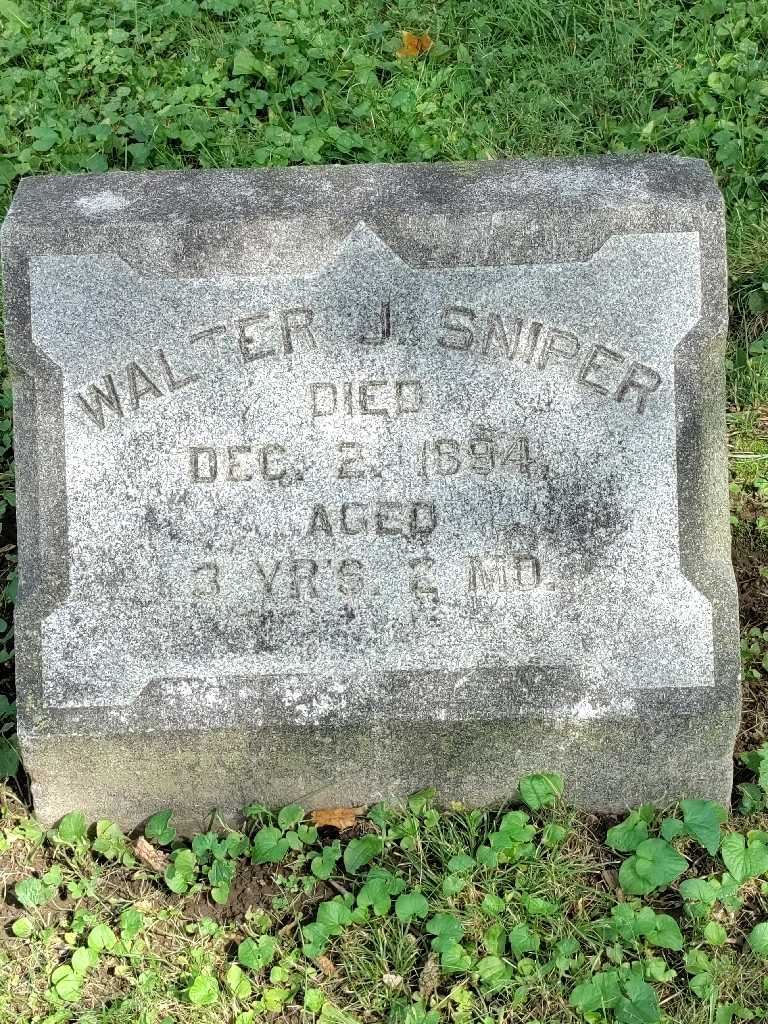 WALTER J. SNIPER
DIED
DEC. 2. 1894.
AGED
3 YR'S. 2 MO.